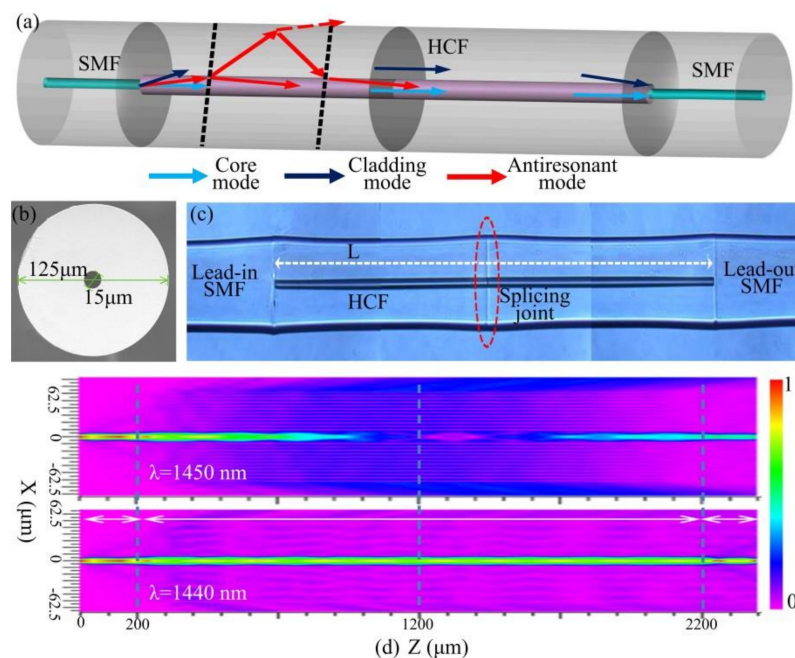 (a)
SMF
HCF
SMF
Core
mode
Cladding
mode
Antiresonant
mode
(b)
125μm
15μm
(c)
L
Lead-in
SMF
HCF
Splicing
joint
Lead-out
SMF
62.5
0
-62.5
λ=1450 nm
62.5
0
-62.5
λ=1440 nm
X (μm)
1
0
0
200
1200
2200
(d) Z (μm)